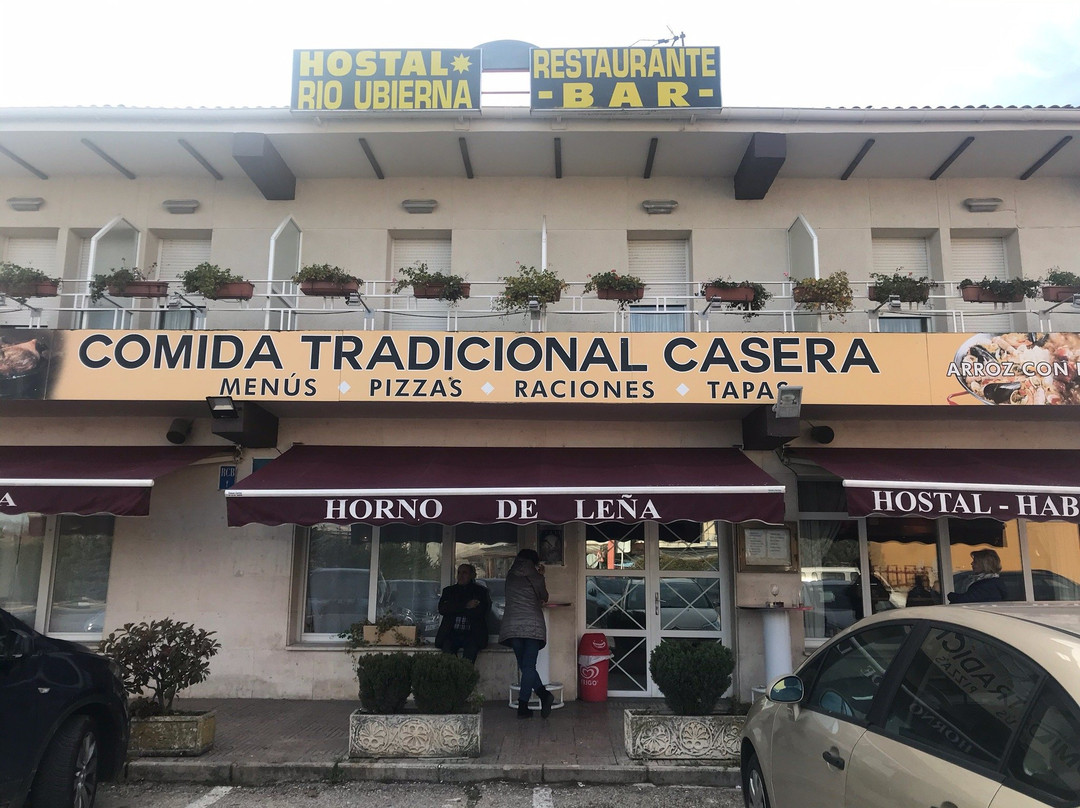 HOSTAL
RIO UBIERNA
RESTAURANTE
- BAR -
COMIDA TRADICIONAL CASERA
MENÚS PIZZAS RACIONES TAPAS
ARROZ CON
A
HORNO DE LEÑA
HOSTAL - HAB
FRIGO